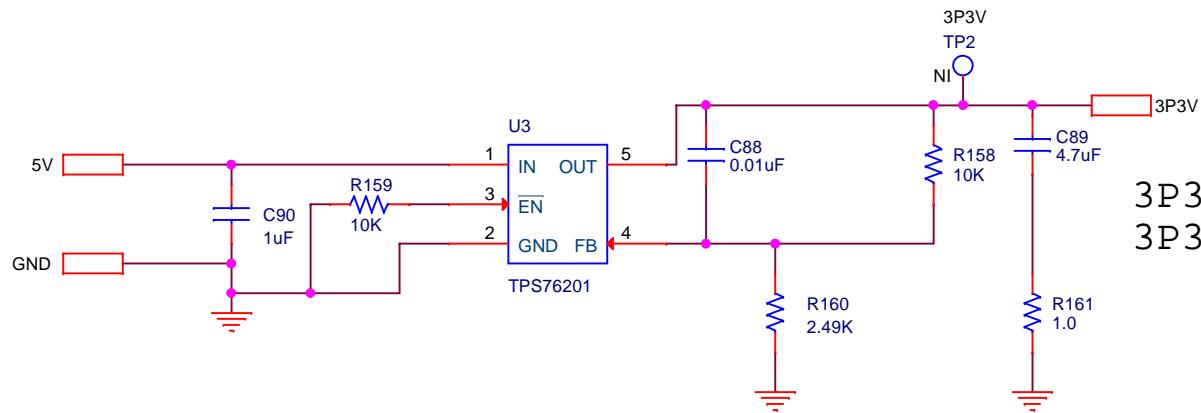 3P3V
TP2
NI
3P3V
U3
5V
1
IN
OUT
5
C88
0.01uF
R158
10K
C89
4.7uF
R159
10K
3
EN
C90
1uF
2
GND
FB
4
GND
TPS76201
3P3
3P3
R160
2.49K
R161
1.0